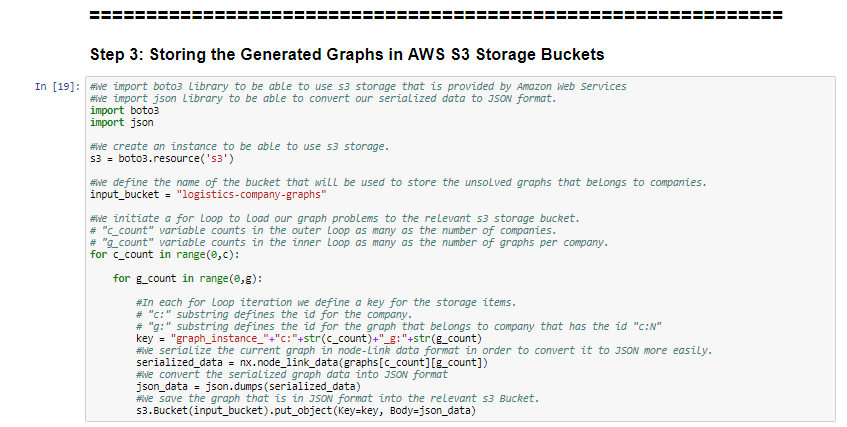 ============================================================
Step 3: Storing the Generated Graphs in AWS S3 Storage Buckets
In [19]: #We import boto3 library to be able to use s3 storage that is provided by Amazon Web Services
#We import json library to be able to convert our serialized data to JSON format.
import boto3
import json
#We create an instance to be able to use s3 storage.
s3 = boto3.resource('s3')
#We define the name of the bucket that will be used to store the unsolved graphs that belongs to companies.
input_bucket = "logistics-company-graphs"
#We initiate a for loop to load our graph problems to the relevant s3 storage bucket.
# "c_count" variable counts in the outer loop as many as the number of companies.
# "g_count" variable counts in the inner loop as many as the number of graphs per company.
for c_count in range(0,c):
for g_count in range(0,g):
#In each for loop iteration we define a key for the storage items.
# "c:" substring defines the id for the company.
# "g:" substring defines the id for the graph that belongs to company that has the id "c:N"
key = "graph_instance_"+"c:"+str(c_count)+"_g:"+str(g_count)
#We serialize the current graph in node-link data format in order to convert it to JSON more easily.
serialized_data = nx.node_link_data(graphs[c_count][g_count])
#We convert the serialized graph data into JSON format
json_data = json.dumps(serialized_data)
#We save the graph that is in JSON format into the relevant s3 Bucket.
s3.Bucket(input_bucket).put_object(Key=key, Body=json_data)